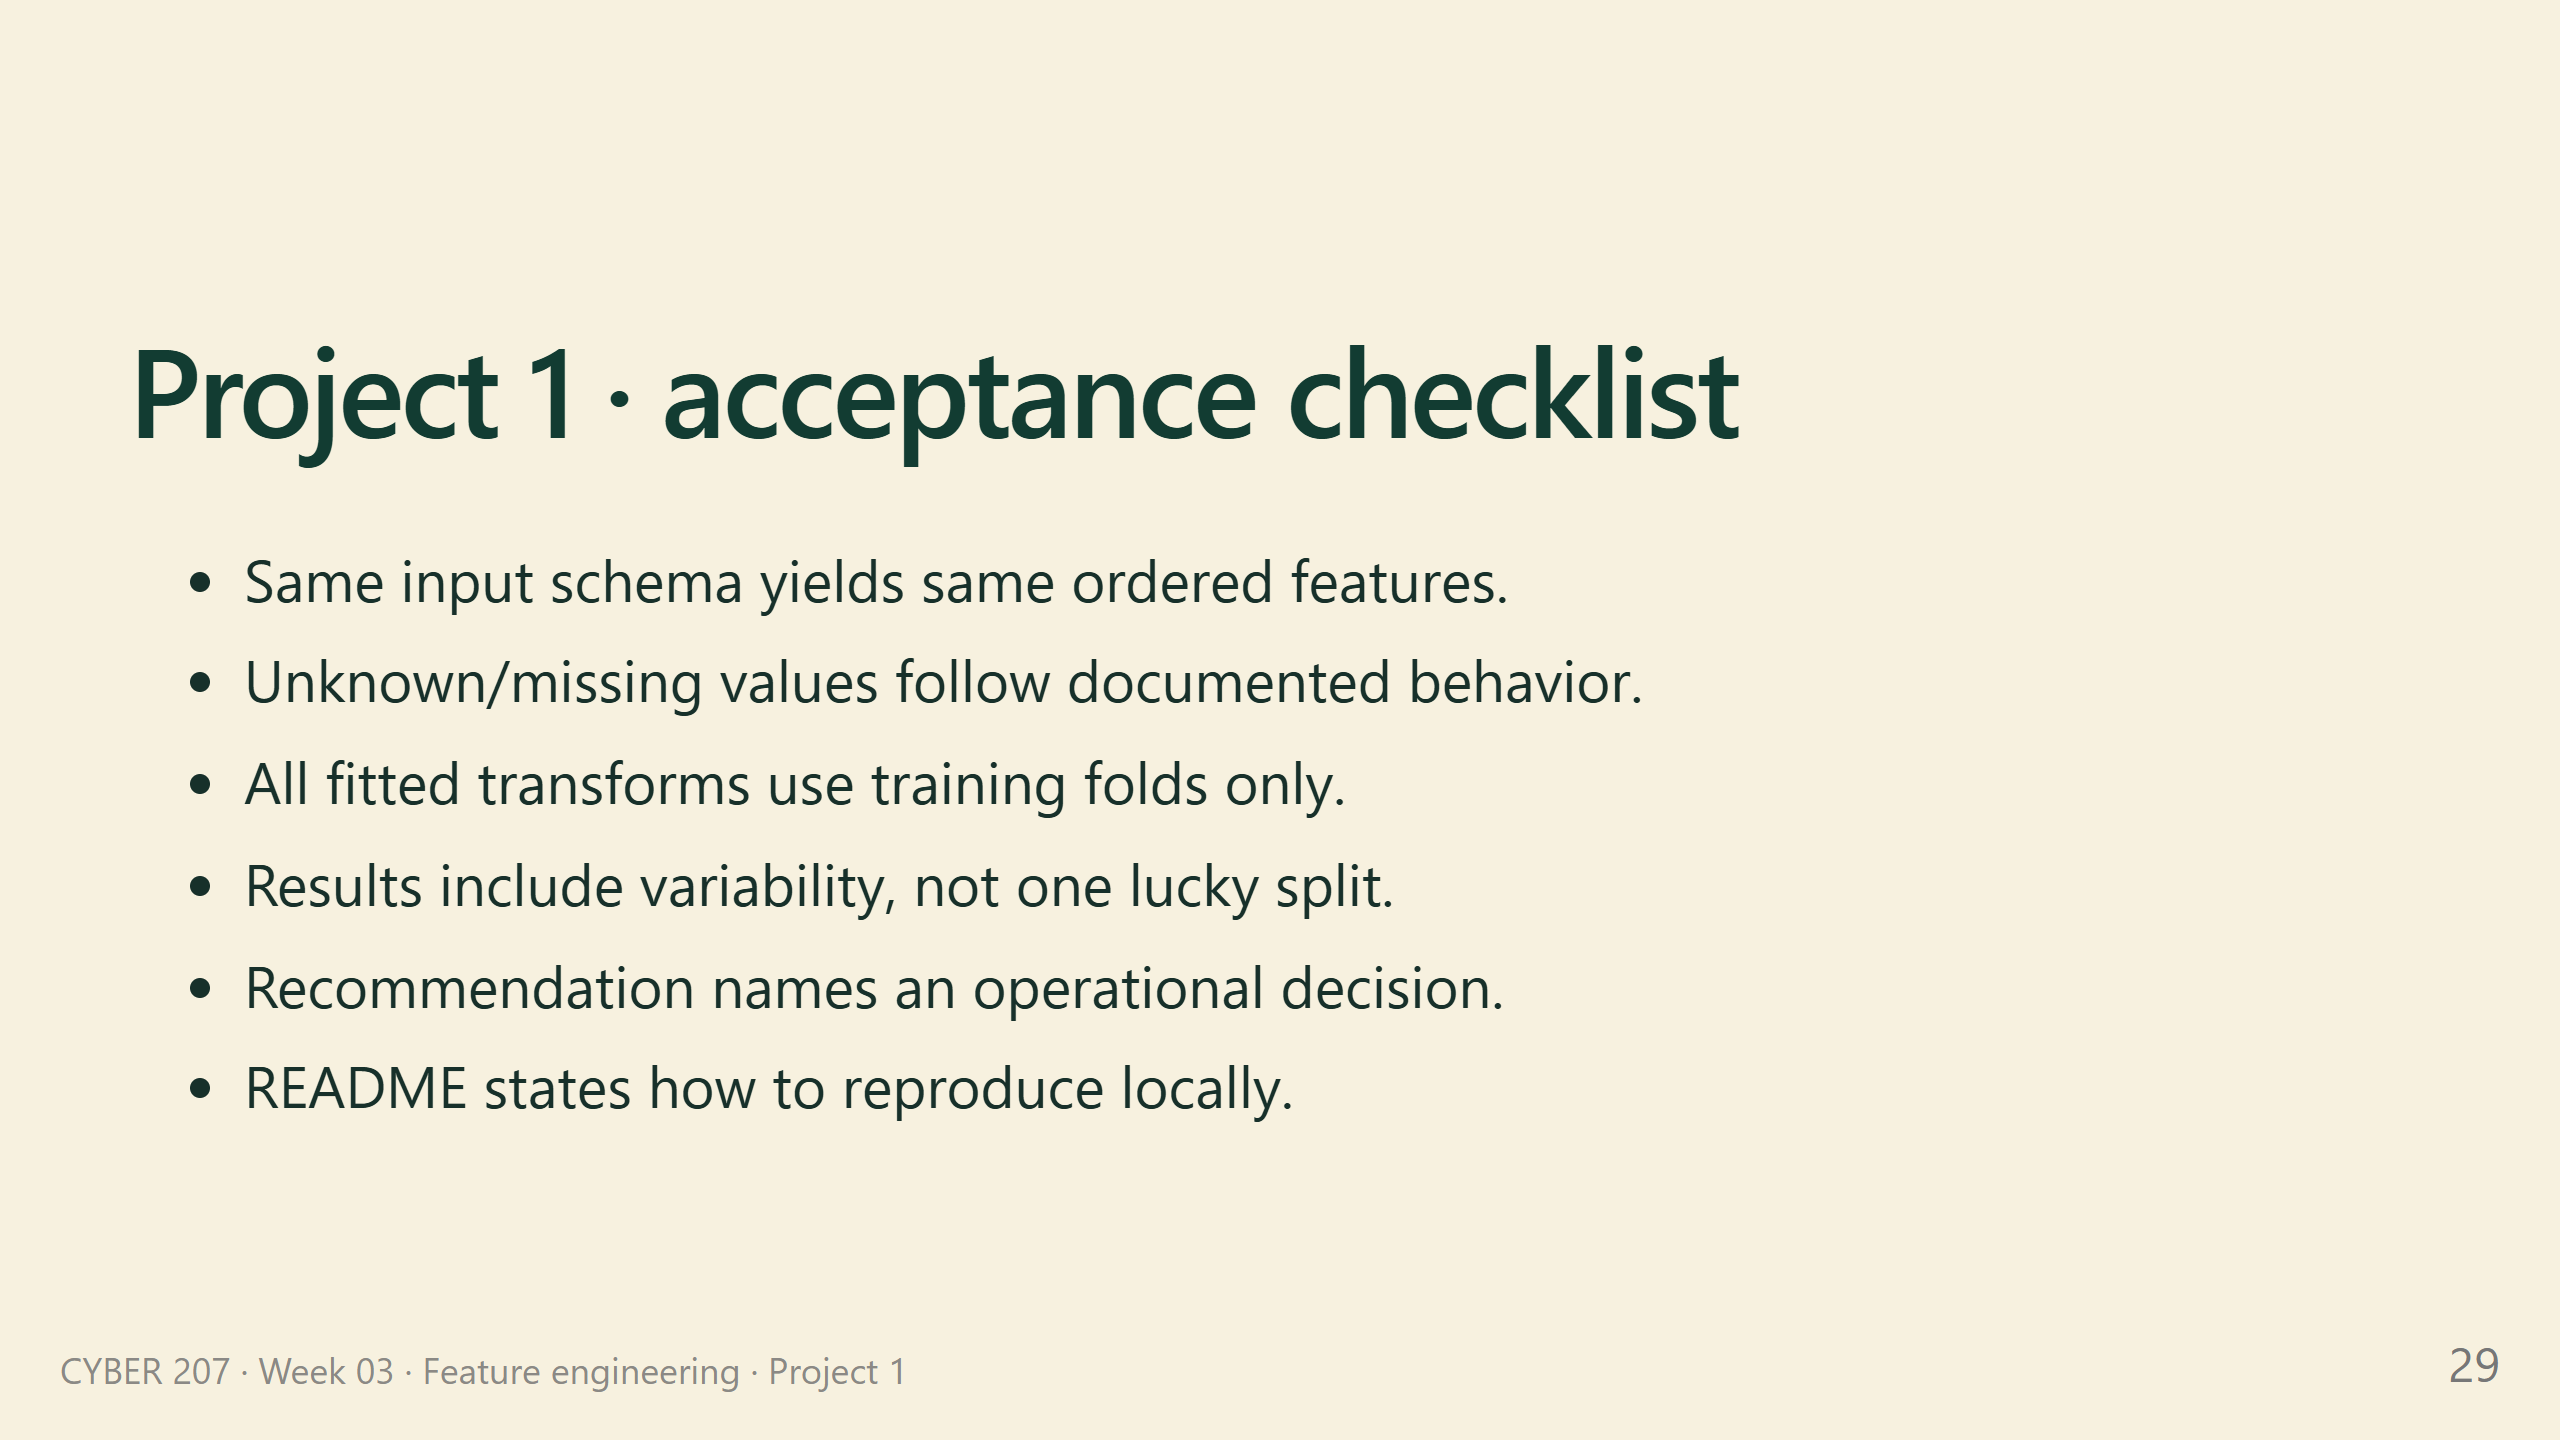 Project 1 · acceptance checklist
• Same input schema yields same ordered features.
• Unknown/missing values follow documented behavior.
• All fitted transforms use training folds only.
• Results include variability, not one lucky split.
• Recommendation names an operational decision.
• README states how to reproduce locally.
CYBER 207 · Week 03 · Feature engineering · Project 1
29